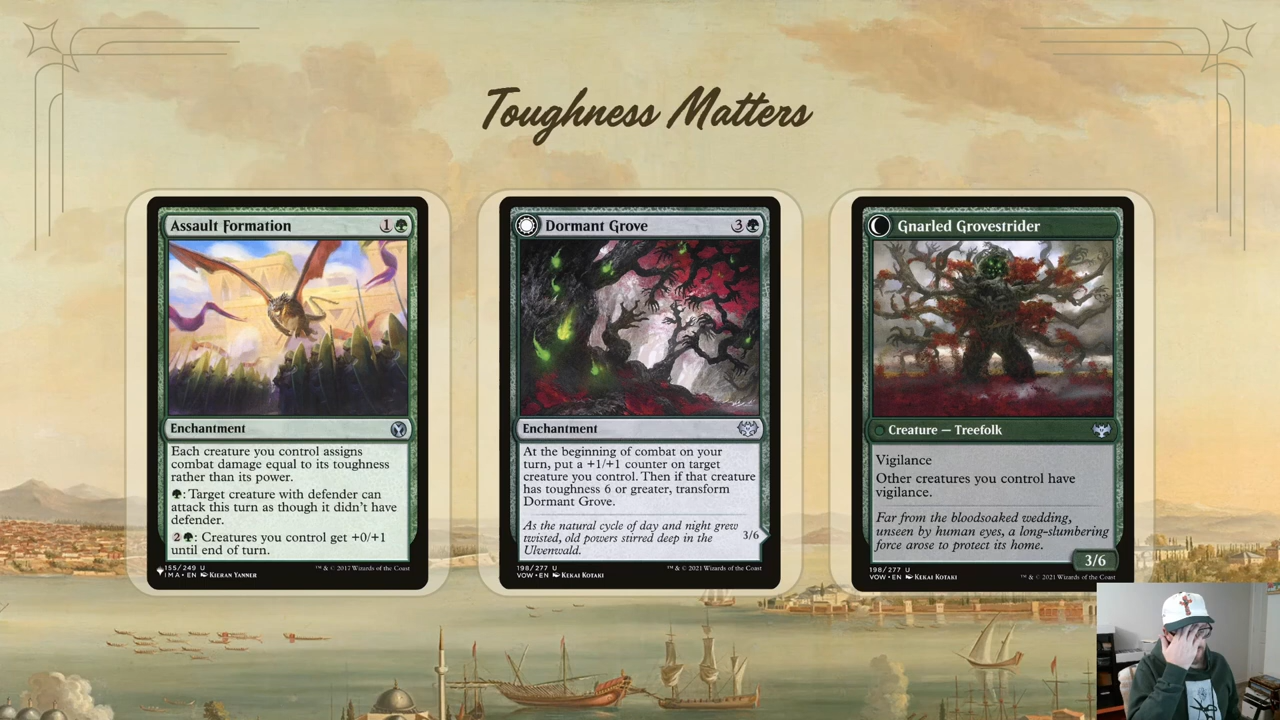 Toughness Matters
Assault Formation 1
Enchantment
Each creature you control assigns
combat damage equal to its toughness
rather than its power.
: Target creature with defender can
attack this turn as though it didn't have
defender.
2 : Creatures you control get +0/+1
until end of turn.
155/249 U
IMA • EN KIERAN YANNER
™ & © 2017 Wizards of the Coast
Dormant Grove 3
Enchantment
At the beginning of combat on your
turn, put a +1/+1 counter on target
creature you control. Then if that creature
has toughness 6 or greater, transform
Dormant Grove.
As the natural cycle of day and night grew
twisted, old powers stirred deep in the
Ulvenwald.
3/6
198/277 U
VOW • EN KEKAI KOTAKI
™ & © 2021 Wizards of the Coast
Gnarled Grovestrider
Creature — Treefolk
Vigilance
Other creatures you control have
vigilance.
Far from the bloodsoaked wedding,
unseen by human eyes, a long-slumbering
force arose to protect its home.
3/6
198/277 U
VOW • EN KEKAI KOTAKI
™ & © 2021 Wizards of the Coast